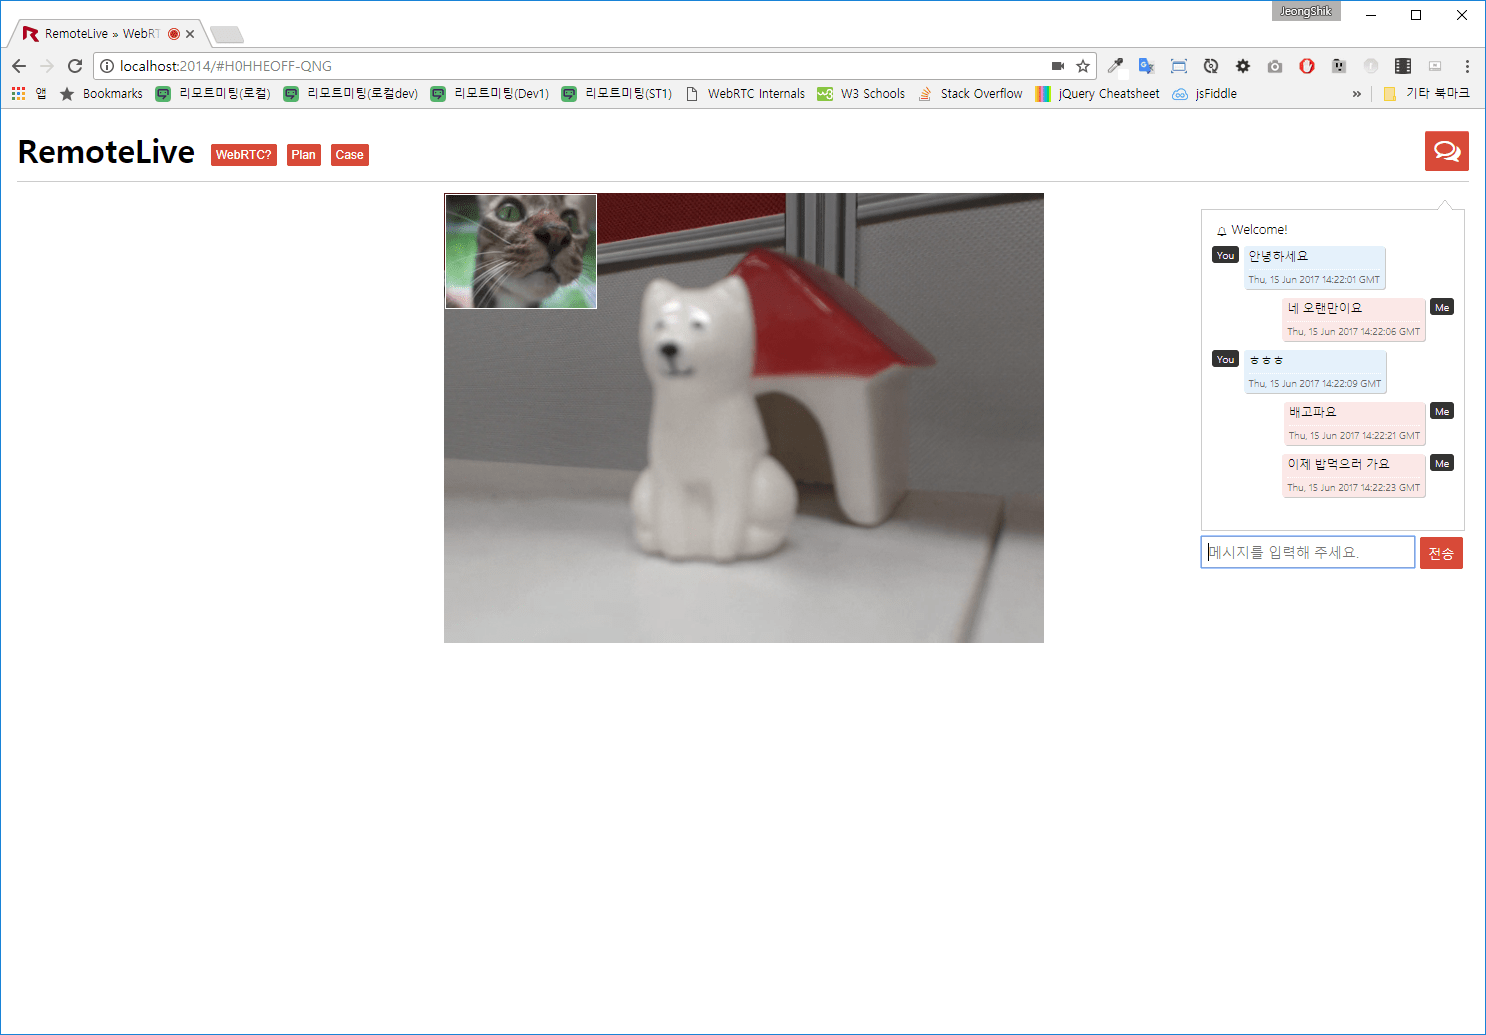 JeongShik
RemoteLive » WebRT
localhost:2014/#H0HHEOFF-QNG
앱 Bookmarks 리모트미팅(로컬) 리모트미팅(로컬dev) 리모트미팅(Dev1) 리모트미팅(ST1) WebRTC Internals W3 Schools Stack Overflow jQuery Cheatsheet jsFiddle » 기타 북마크
RemoteLive WebRTC? Plan Case
Welcome!
You 안녕하세요
Thu, 15 Jun 2017 14:22:01 GMT
네 오랜만이요 Me
Thu, 15 Jun 2017 14:22:06 GMT
You ㅎㅎㅎ
Thu, 15 Jun 2017 14:22:09 GMT
배고파요 Me
Thu, 15 Jun 2017 14:22:21 GMT
이제 밥먹으러 가요 Me
Thu, 15 Jun 2017 14:22:23 GMT
메시지를 입력해 주세요. 전송